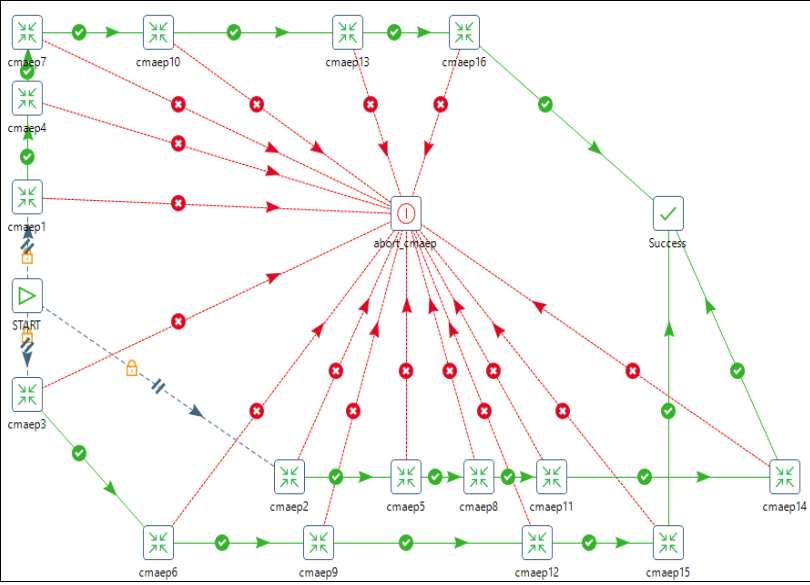 cmaep7
cmaep10
cmaep13
cmaep16
cmaep4
cmaep1
abort_cmaep
Success
START
cmaep3
cmaep2
cmaep5
cmaep8
cmaep11
cmaep14
cmaep6
cmaep9
cmaep12
cmaep15